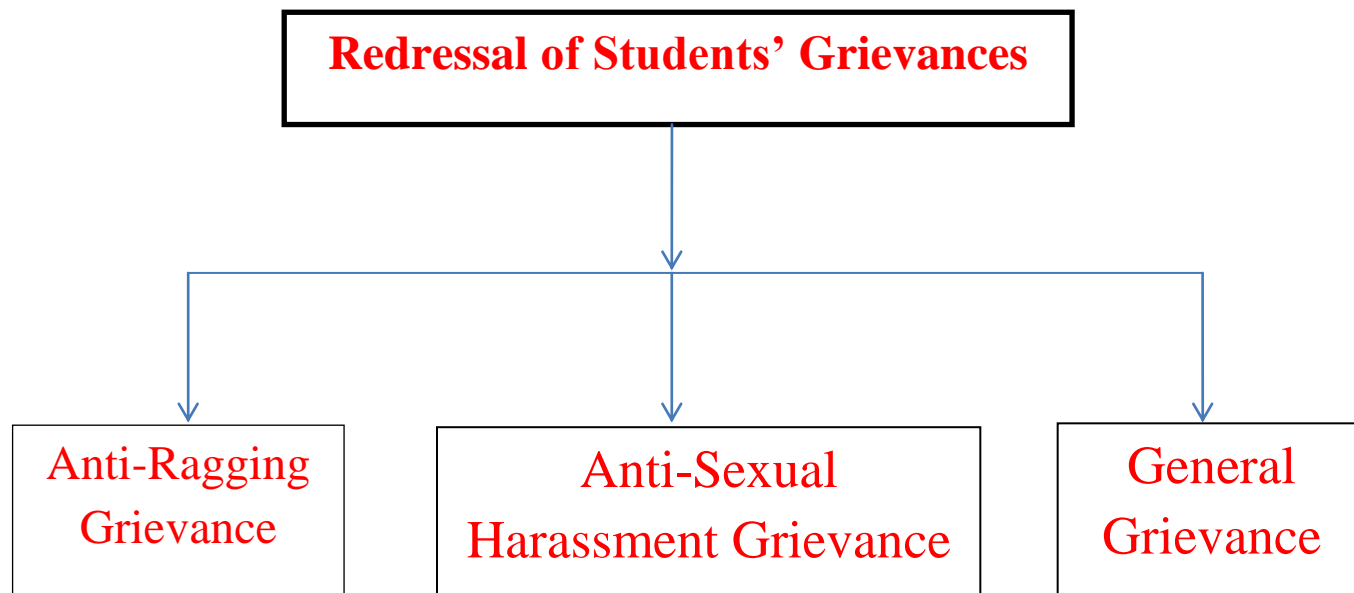 Redressal of Students’ Grievances
Anti-Ragging
Grievance
Anti-Sexual
Harassment Grievance
General
Grievance